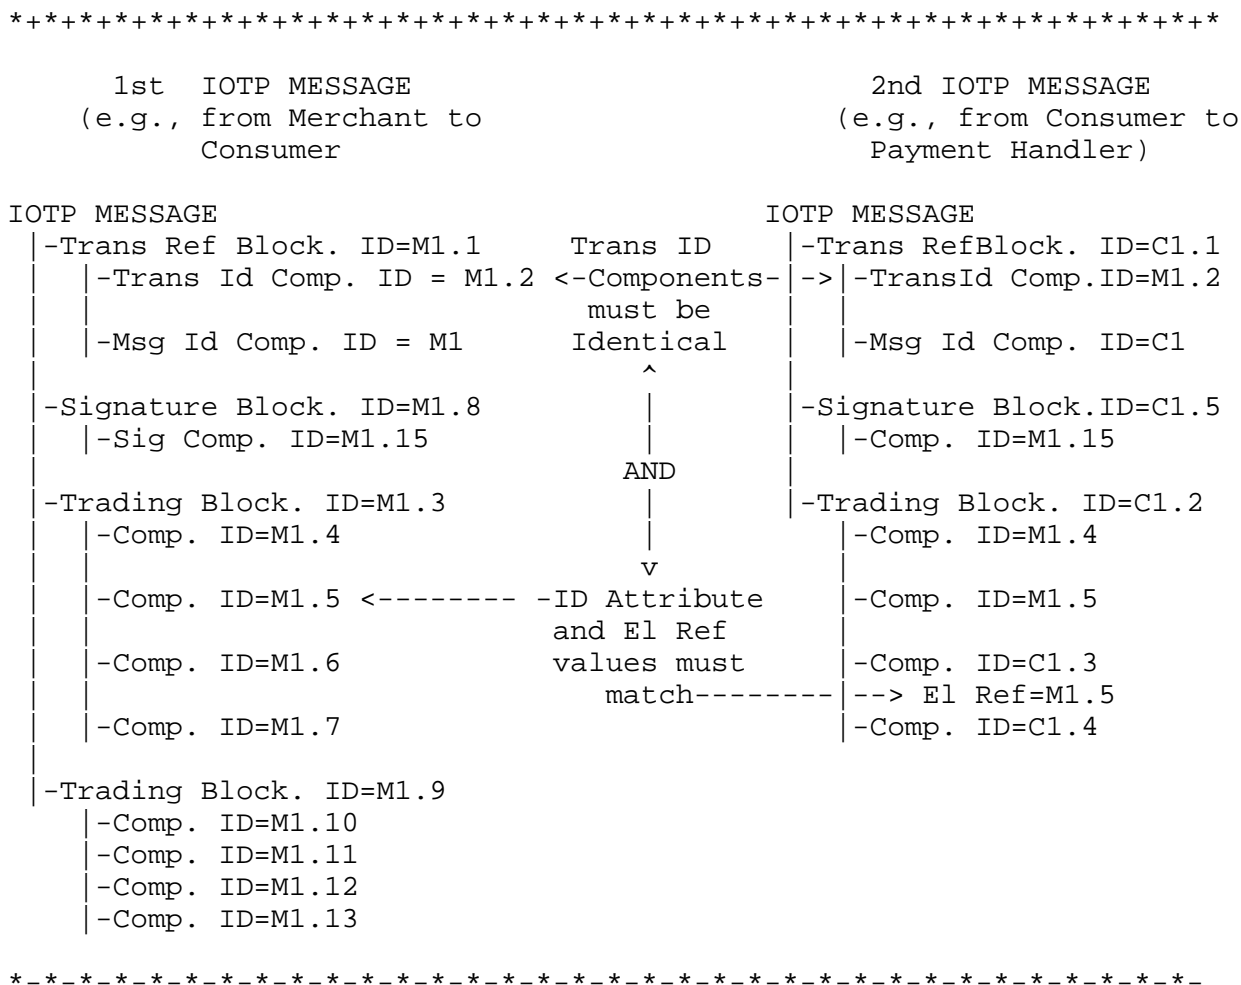 *+*+*+*+*+*+*+*+*+*+*+*+*+*+*+*+*+*+*+*+*+*+*+*+*+*+*+*+*+*+*+*+*+*+*
      1st  IOTP MESSAGE                        2nd IOTP MESSAGE
    (e.g., from Merchant to                    (e.g., from Consumer to
           Consumer                              Payment Handler)
IOTP MESSAGE                               IOTP MESSAGE
 |-Trans Ref Block. ID=M1.1     Trans ID    |-Trans RefBlock. ID=C1.1
 |  |-Trans Id Comp. ID = M1.2 <-Components-|->|-TransId Comp.ID=M1.2
 |  |                            must be    |  |
 |  |-Msg Id Comp. ID = M1      Identical   |  |-Msg Id Comp. ID=C1
 |                                  ^       |
 |-Signature Block. ID=M1.8         |       |-Signature Block.ID=C1.5
 |  |-Sig Comp. ID=M1.15            |       |  |-Comp. ID=M1.15
 |                                 AND      |
 |-Trading Block. ID=M1.3           |       |-Trading Block. ID=C1.2
 |  |-Comp. ID=M1.4                 |          |-Comp. ID=M1.4
 |  |                               v          |
 |  |-Comp. ID=M1.5 <-------- -ID Attribute    |-Comp. ID=M1.5
 |  |                          and El Ref      |
 |  |-Comp. ID=M1.6            values must     |-Comp. ID=C1.3
 |  |                             match--------|--> El Ref=M1.5
 |  |-Comp. ID=M1.7                            |-Comp. ID=C1.4
 |
 |-Trading Block. ID=M1.9
    |-Comp. ID=M1.10
    |-Comp. ID=M1.11
    |-Comp. ID=M1.12
    |-Comp. ID=M1.13
*-*-*-*-*-*-*-*-*-*-*-*-*-*-*-*-*-*-*-*-*-*-*-*-*-*-*-*-*-*-*-*-*-*-